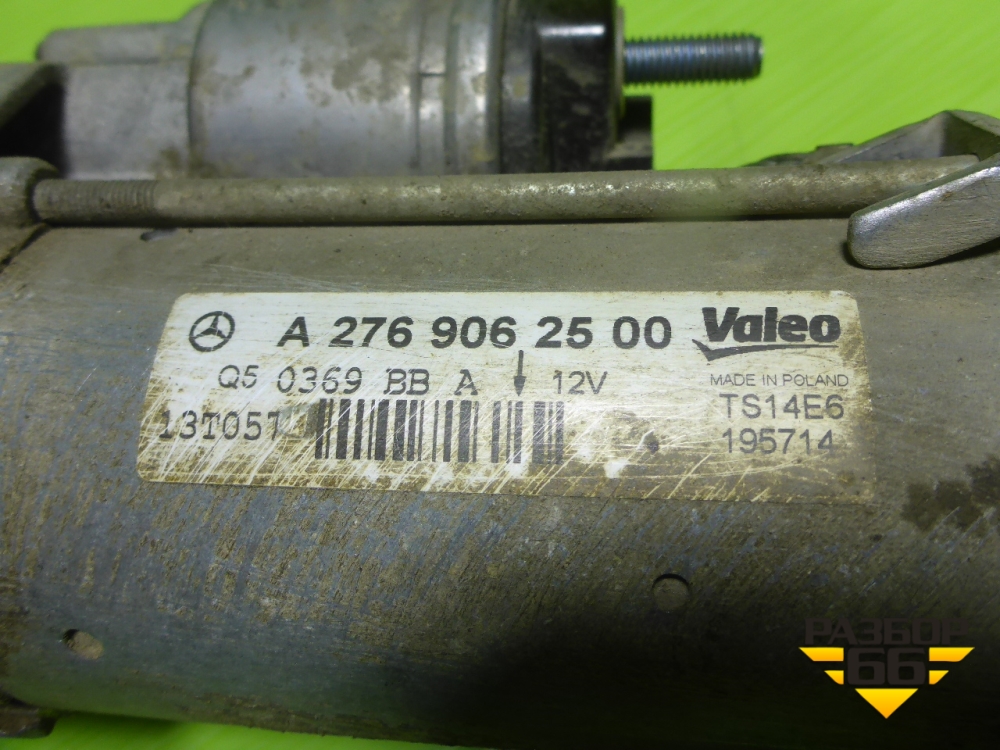 A 276 906 25 00
Valeo
Q5 0369 BB A 12V
MADE IN POLAND
13T057
TS14E6
195714
РАЗБОР
66